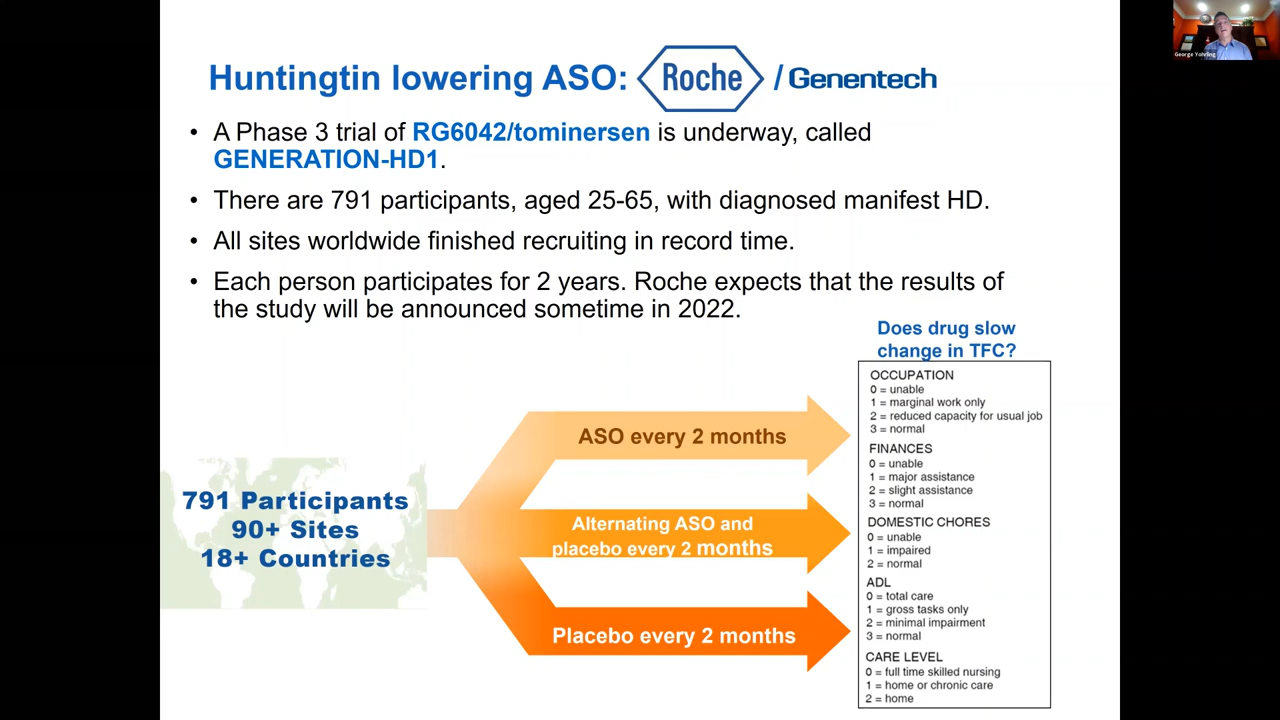 George Yohrling
Huntingtin lowering ASO: Roche / Genentech
• A Phase 3 trial of RG6042/tominersen is underway, called
GENERATION-HD1.
• There are 791 participants, aged 25-65, with diagnosed manifest HD.
• All sites worldwide finished recruiting in record time.
• Each person participates for 2 years. Roche expects that the results of
the study will be announced sometime in 2022.
791 Participants
90+ Sites
18+ Countries
ASO every 2 months
Alternating ASO and
placebo every 2 months
Placebo every 2 months
Does drug slow
change in TFC?
OCCUPATION
0 = unable
1 = marginal work only
2 = reduced capacity for usual job
3 = normal
FINANCES
0 = unable
1 = major assistance
2 = slight assistance
3 = normal
DOMESTIC CHORES
0 = unable
1 = impaired
2 = normal
ADL
0 = total care
1 = gross tasks only
2 = minimal impairment
3 = normal
CARE LEVEL
0 = full time skilled nursing
1 = home or chronic care
2 = home